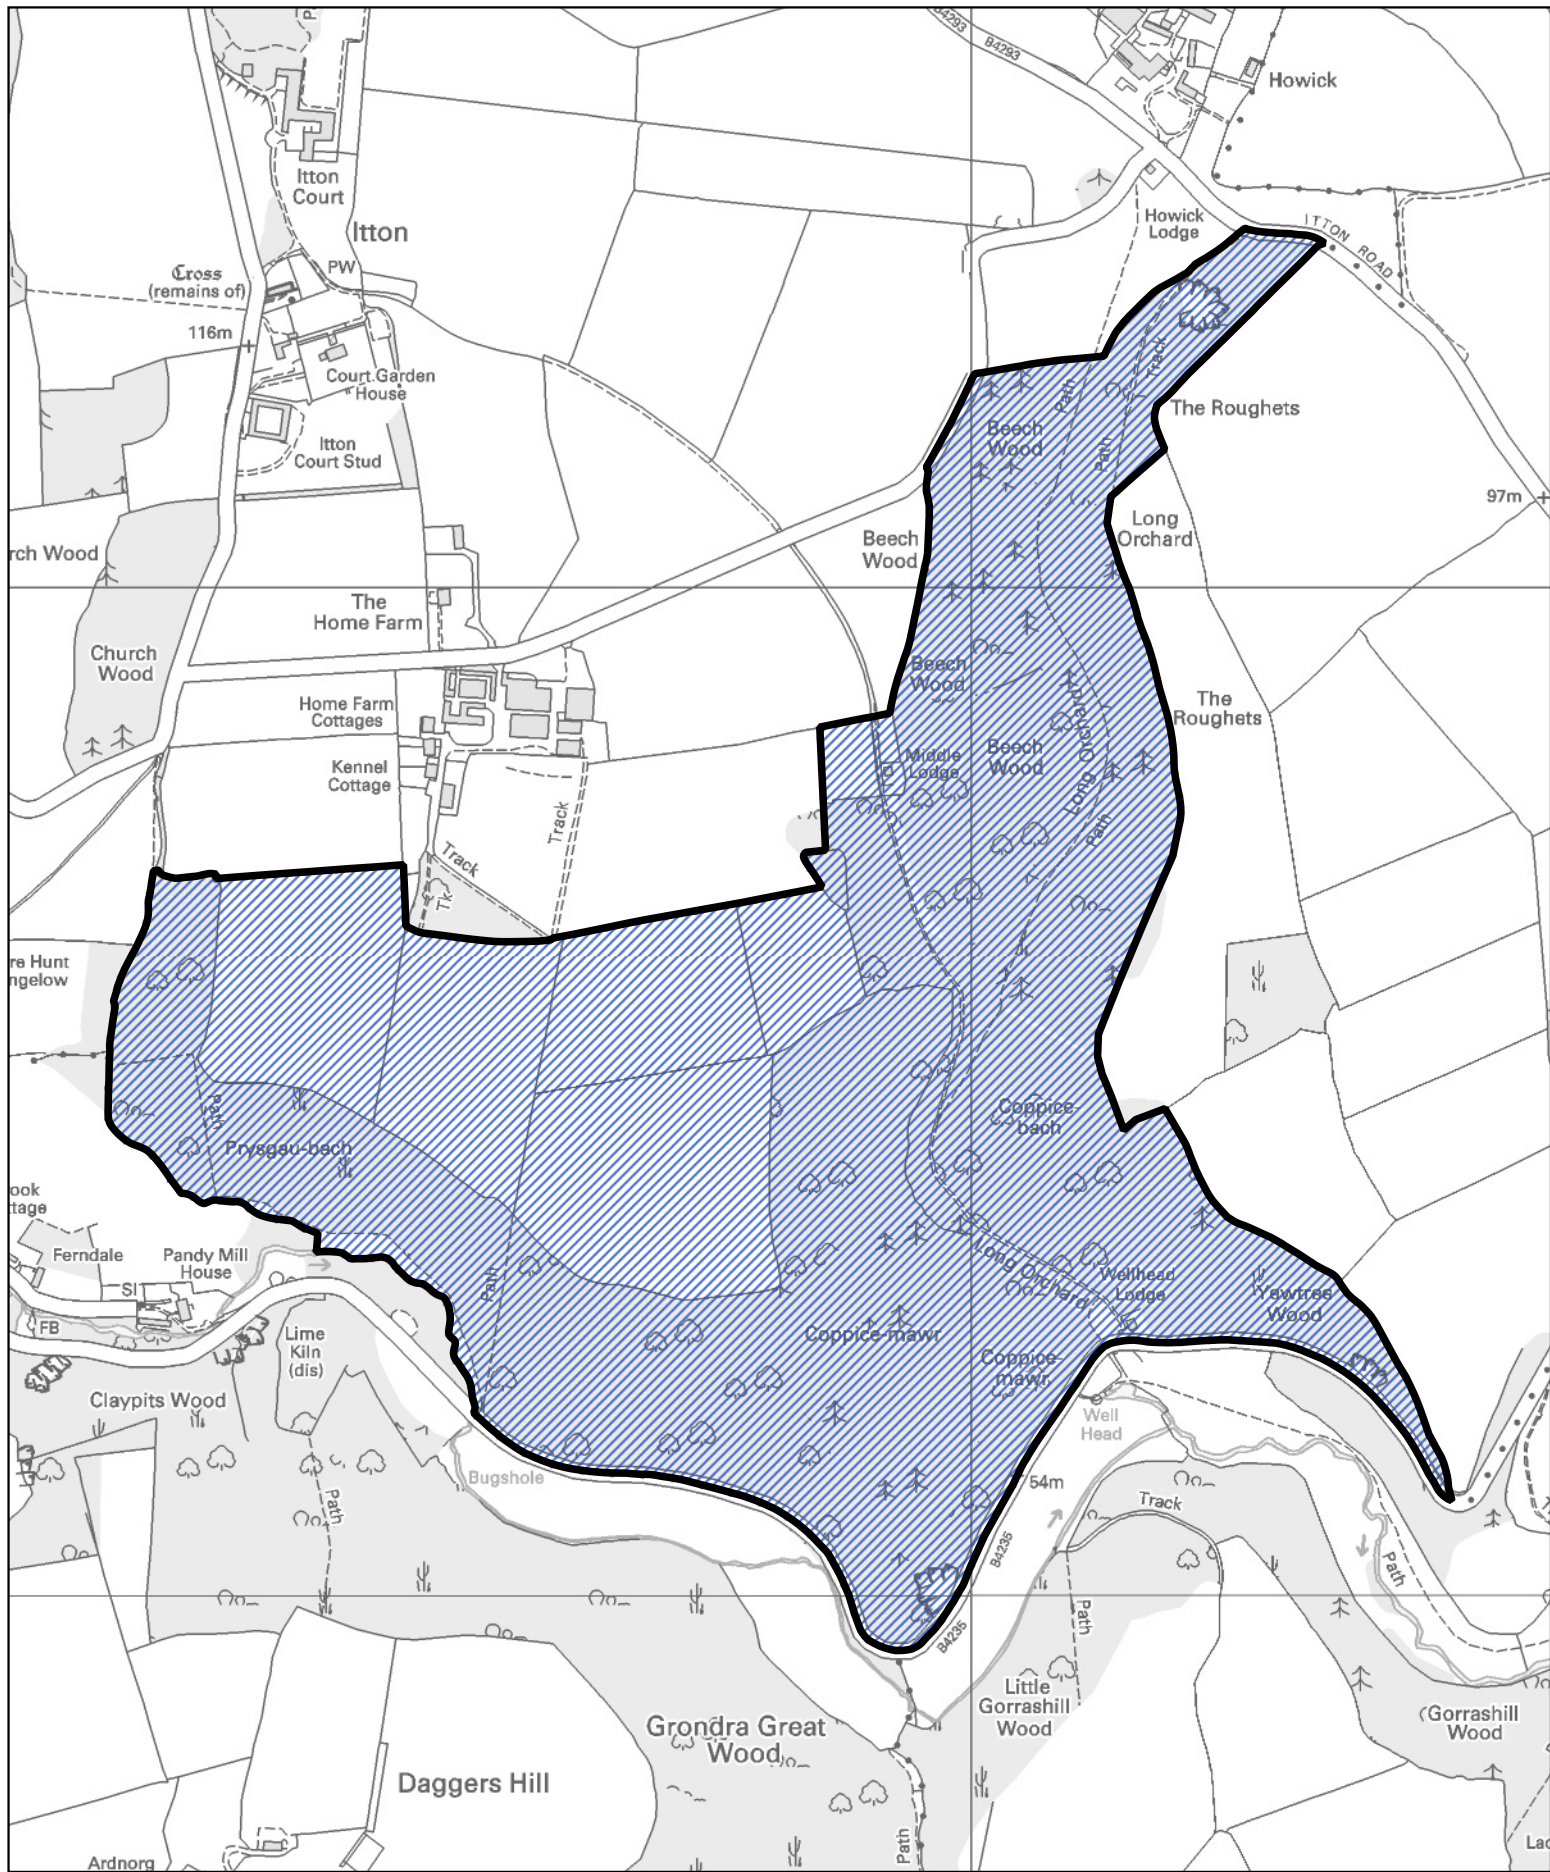 P
B4293
B4293
Howick
Itton
Court
Itton
PW
Howick
Lodge
ITTON ROAD
Cross
(remains of)
116m
Court Garden
House
Track
Path
The Roughets
Itton
Court Stud
Beech
Wood
Path
97m
Long
Orchard
rch Wood
Beech
Wood
The
Home Farm
Church
Wood
Beech
Wood
Long Orchard
The
Roughets
Home Farm
Cottages
Middle
Lodge
Beech
Wood
Kennel
Cottage
Track
Path
Track
Tk
re Hunt
ngelow
Path
Prysgau-bach
Coppice-
bach
ook
ttage
Ferndale
Pandy Mill
House
Sl
FB
Path
Long Orchard
Wellhead
Lodge
Yewtree
Wood
Lime
Kiln
(dis)
Coppice-mawr
Coppice-
mawr
Claypits Wood
Well
Head
Bugshole
54m
Track
Path
B4235
Path
Path
B4235
Little
Gorrashill
Wood
Gorrashill
Wood
Grondra Great
Wood
Daggers Hill
Path
Ardnorg
Lad